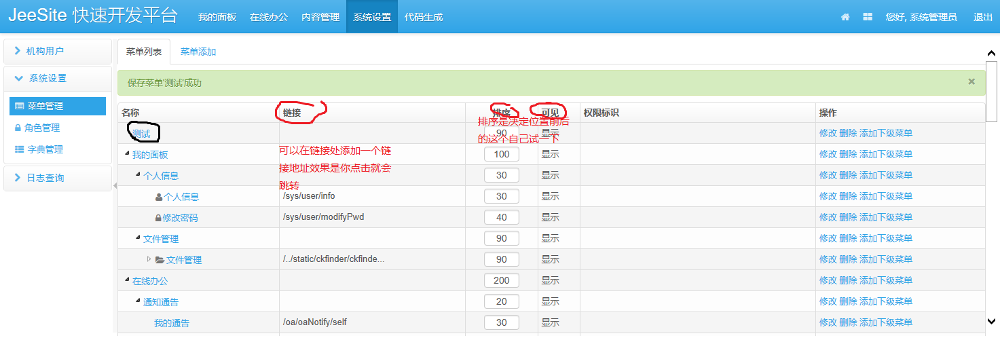 JeeSite 快速开发平台 我的面板 在线办公 内容管理 系统设置 代码生成 您好, 系统管理员 退出
机构用户
系统设置
菜单管理
角色管理
字典管理
日志查询
菜单列表 菜单添加
保存菜单'测试'成功 ×
名称 链接 排序 可见 权限标识 操作
测试 90 修改 删除 添加下级菜单
排序是决定位置前后
的这个自己试一下
可以在链接处添加一个链
接地址效果是你点击就会
跳转
我的面板 100 显示 修改 删除 添加下级菜单
个人信息 30 显示 修改 删除 添加下级菜单
个人信息 /sys/user/info 30 显示 修改 删除 添加下级菜单
修改密码 /sys/user/modifyPwd 40 显示 修改 删除 添加下级菜单
文件管理 90 显示 修改 删除 添加下级菜单
文件管理 /../static/ckfinder/ckfinde... 90 显示 修改 删除 添加下级菜单
在线办公 200 显示 修改 删除 添加下级菜单
通知通告 20 显示 修改 删除 添加下级菜单
我的通告 /oa/oaNotify/self 30 显示 修改 删除 添加下级菜单